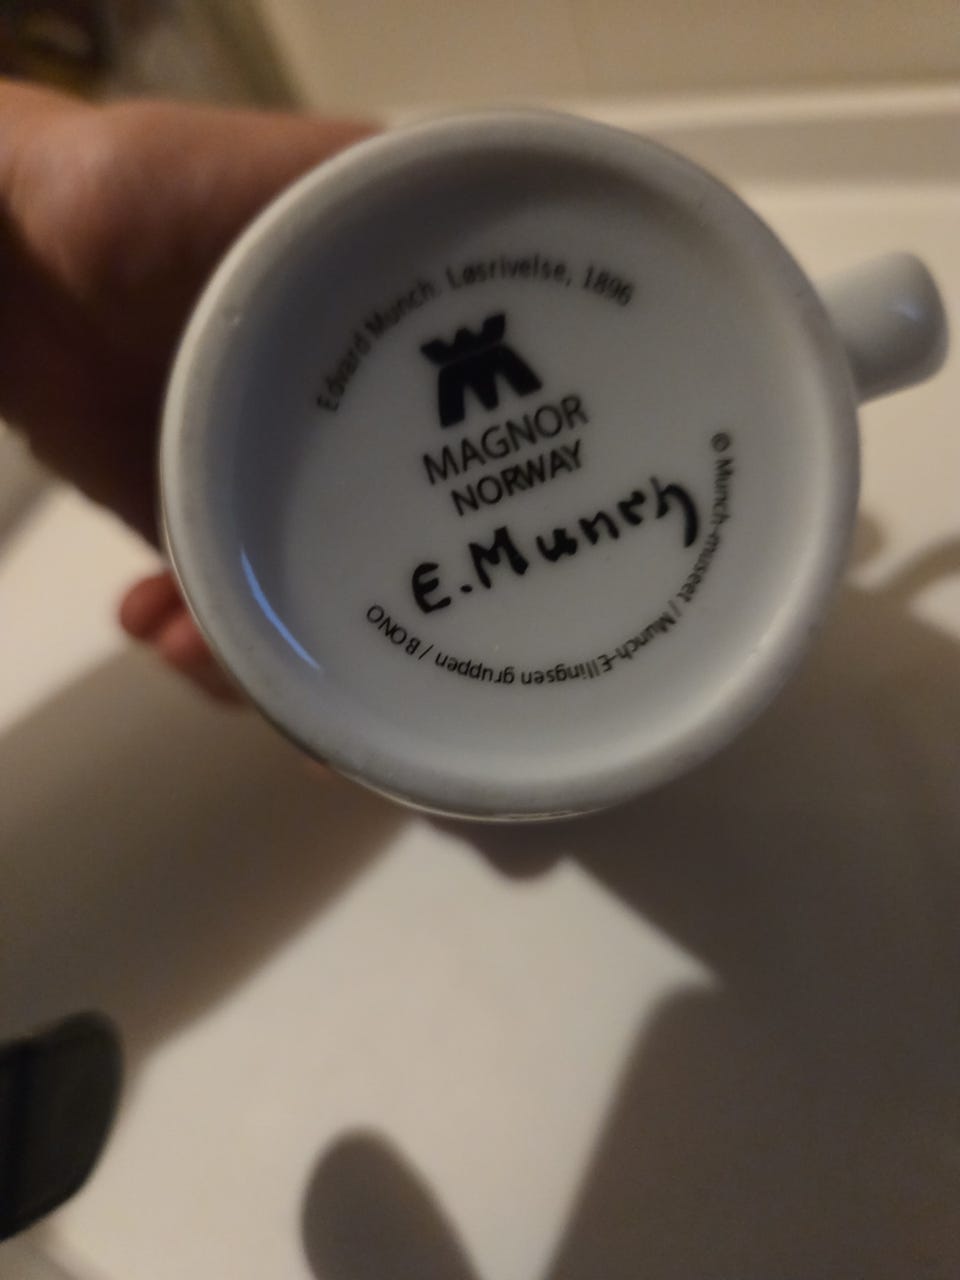 Edvard Munch: Løsrivelse, 1896
MAGNOR
NORWAY
E. Munch
© Munch-museet / Munch-Ellingsen gruppen / BONO